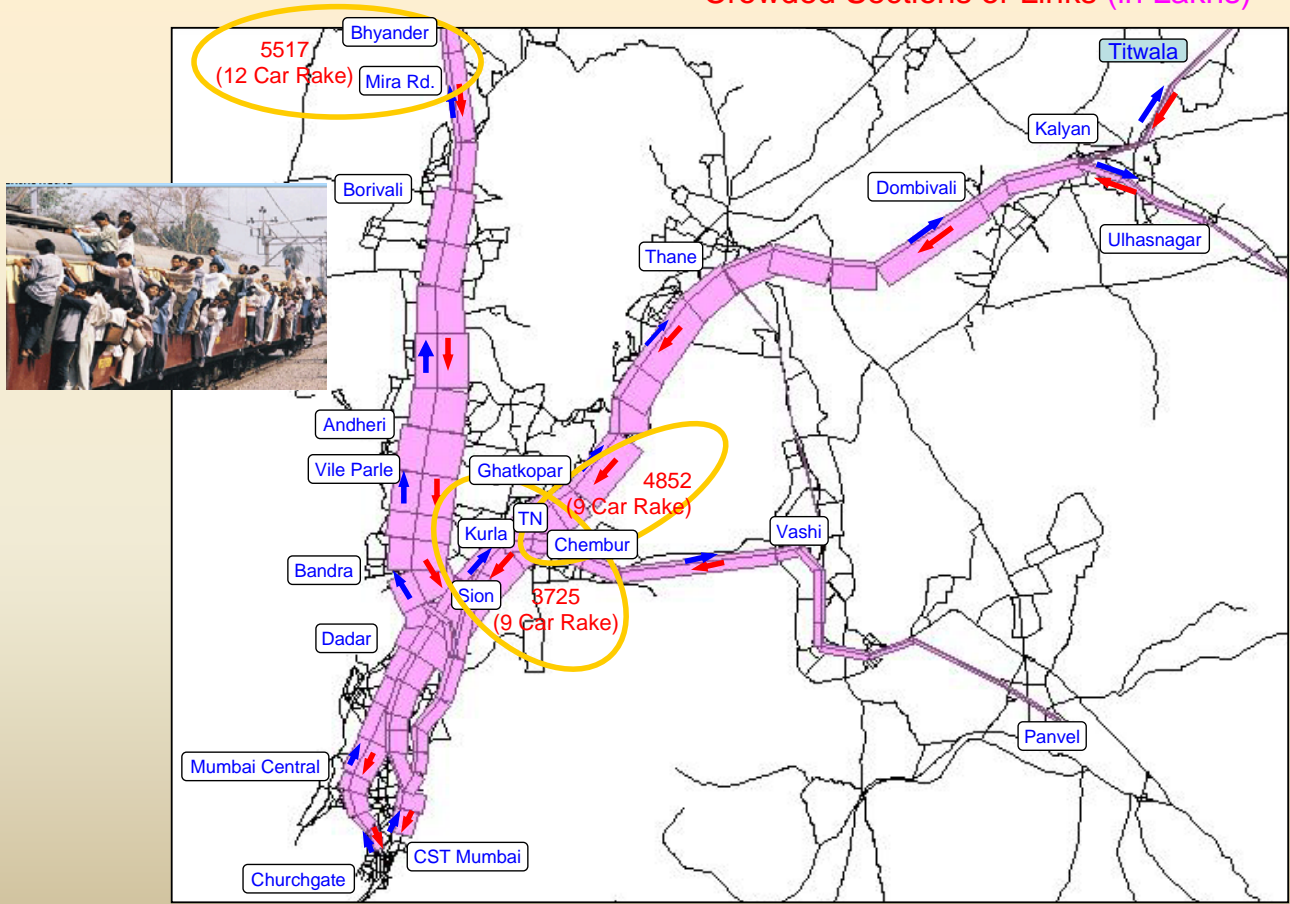 Crowded Sections or Links (in Lakhs)
Bhyander
5517
(12 Car Rake)
Mira Rd.
Titwala
Kalyan
Borivali
Dombivali
Ulhasnagar
Thane
Andheri
Vile Parle
Ghatkopar
4852
(9 Car Rake)
TN
Kurla
Chembur
Vashi
Bandra
Sion
3725
(9 Car Rake)
Dadar
Panvel
Mumbai Central
CST Mumbai
Churchgate